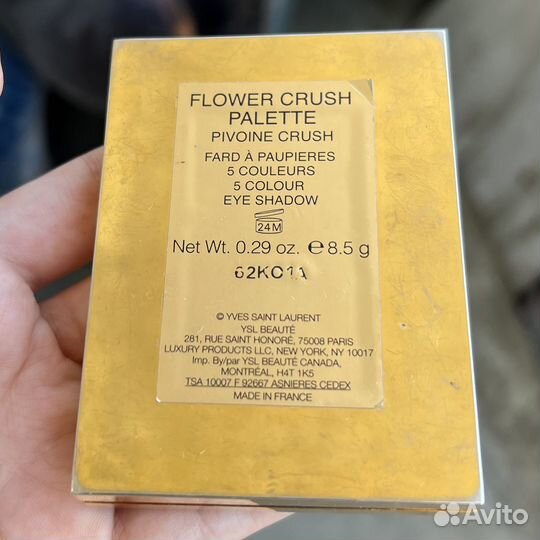 FLOWER CRUSH
PALETTE
PIVOINE CRUSH
FARD À PAUPIERES
5 COULEURS
5 COLOUR
EYE SHADOW
24M
Net Wt. 0.29 oz. ℮ 8.5 g
62KO1A
© YVES SAINT LAURENT
YSL BEAUTÉ
281, RUE SAINT HONORÉ, 75008 PARIS
LUXURY PRODUCTS LLC, NEW YORK, NY 10017
Imp. By/par YSL BEAUTÉ CANADA,
MONTRÉAL, H4T 1K5
TSA 10007 F 92667 ASNIERES CEDEX
MADE IN FRANCE
Avito